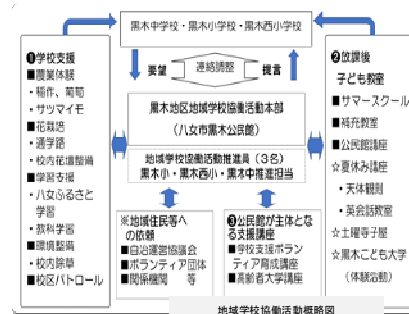 黒木中学校・黒木小学校・黒木西小学校
要望
連絡調整
提言
黒木地区地域学校協働活動本部
(八女市黒木公民館)
地域学校協働活動推進員(3名)
黒木小・黒木西小・黒木中推進担当
❶学校支援
■農業体験
・稲作、葡萄
・サツマイモ
■花栽培
・通学路
・校内花壇整備
■学習支援
・八女ふるさと
学習
・教科学習
■環境整備
・校内除草
■校区パトロール
※地域住民等へ
の依頼
■自治運営協議会
■ボランティア団体
■関係機関 等
❸公民館が主体とな
る支援講座
■学校支援ボラン
ティア育成講座
■高齢者大学講座
❷放課後
子ども教室
■サマースクール
■補充教室
■公民館講座
☆夏休み講座
・天体観測
・英会話教室
☆土曜寺子屋
☆黒木こども大学
(体験活動)
地域学校協働活動概略図